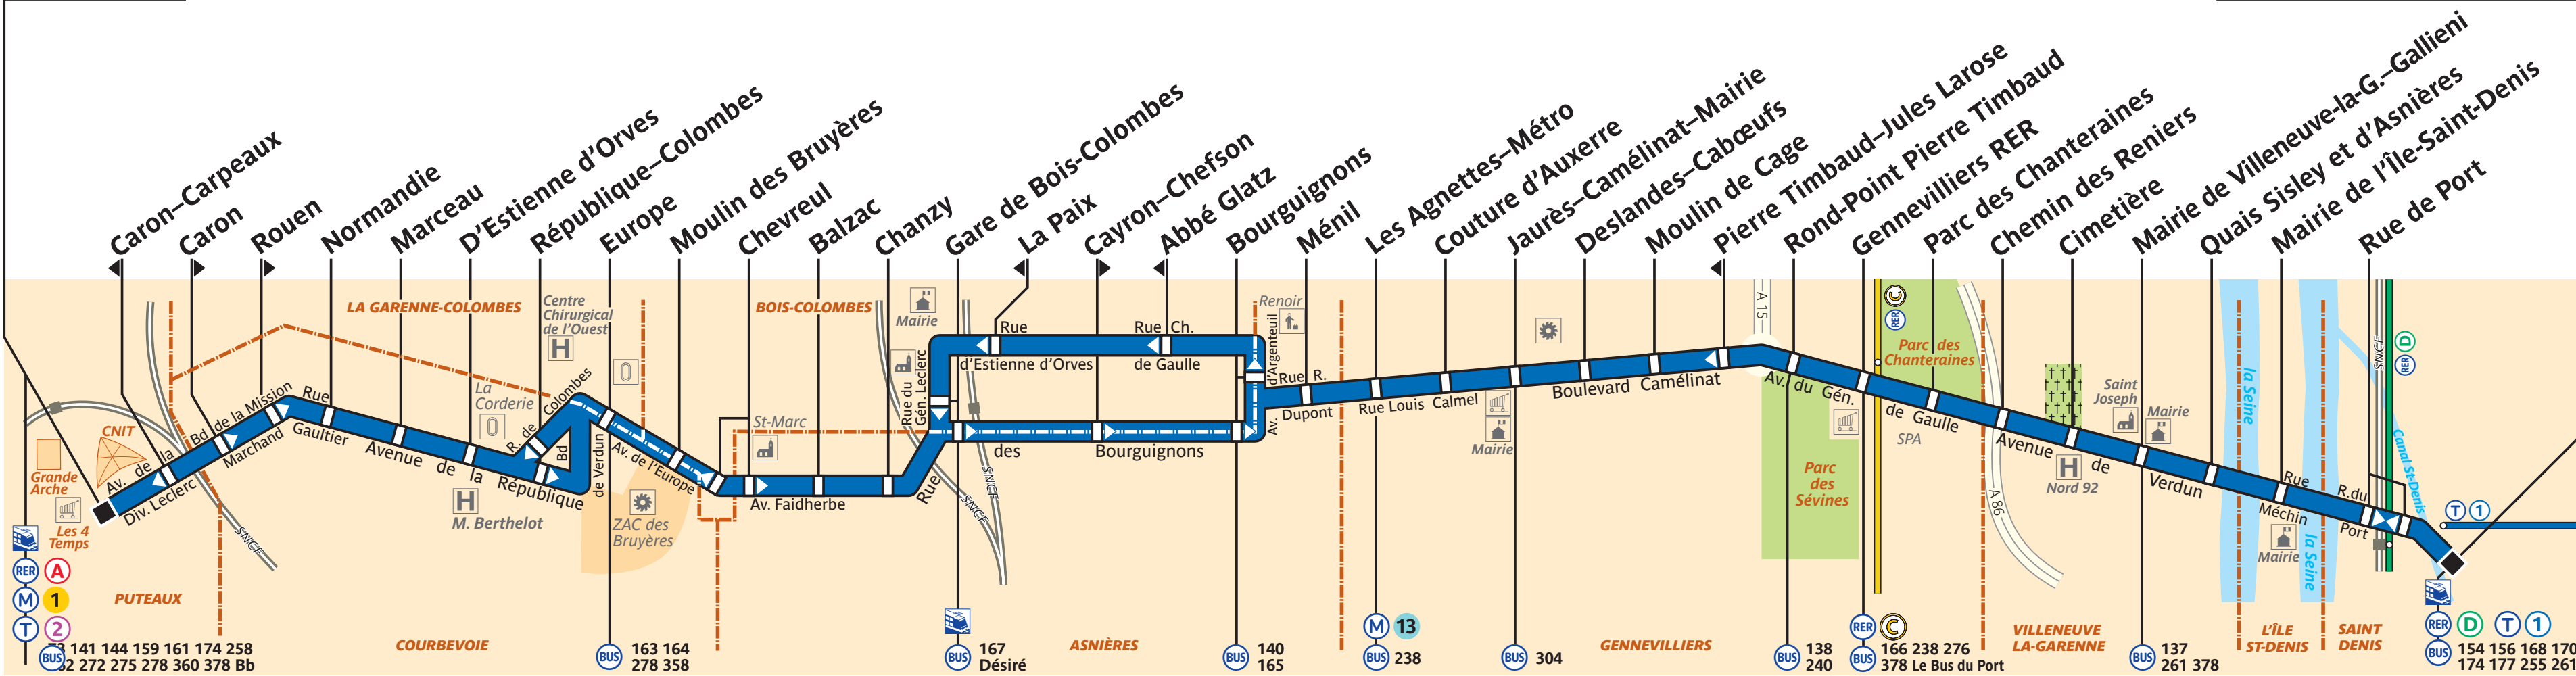 Caron–Carpeaux
Caron
Rouen
Normandie
Marceau
D'Estienne d'Orves
République–Colombes
Europe
Moulin des Bruyères
Chevreul
Balzac
Chanzy
Gare de Bois-Colombes
La Paix
Cayron–Chefson
Abbé Glatz
Bourguignons
Ménil
Les Agnettes–Métro
Couture d'Auxerre
Jaurès–Camélinat–Mairie
Deslandes–Cabœufs
Moulin de Cage
Pierre Timbaud–Jules Larose
Rond-Point Pierre Timbaud
Gennevilliers RER
Parc des Chanteraines
Chemin des Reniers
Cimetière
Mairie de Villeneuve-la-G.–Gallieni
Quais Sisley et d'Asnières
Mairie de l'Île-Saint-Denis
Rue de Port
LA GARENNE-COLOMBES
Centre
Chirurgical
de l'Ouest
H
BOIS-COLOMBES
Mairie
Renoir
A 15
RER C
Parc des
Chanteraines
la Seine
SNCF
RER D
CNIT
Grande
Arche
Les 4
Temps
Av. de la
Div. Leclerc
Bd de la Mission
Marchand
Rue
Gaultier
Avenue de la
République
La
Corderie
R. de Colombes
Bd
de Verdun
Av. de l'Europe
H
M. Berthelot
ZAC des
Bruyères
St-Marc
Av. Faidherbe
Rue
Rue du
Gén. Leclerc
Rue
d'Estienne d'Orves
Rue Ch.
de Gaulle
des
Bourguignons
SNCF
SNCF
SNCF
Av.
d'Argenteuil
Rue R.
Dupont
Rue Louis Calmel
Mairie
Boulevard Camélinat
Av. du Gén.
de Gaulle
SPA
Parc
des
Sévines
A 86
Avenue
de
Verdun
H
Nord 92
Saint
Joseph
Mairie
Rue
Méchin
Mairie
la Seine
R.du
Port
Canal St-Denis
T 1
RER A
M 1
T 2
PUTEAUX
COURBEVOIE
ASNIÈRES
GENNEVILLIERS
VILLENEUVE
LA-GARENNE
L'ÎLE
ST-DENIS
SAINT
DENIS
BUS
141 144 159 161 174 258
272 275 278 360 378 Bb
BUS
163 164
278 358
BUS
167
Désiré
BUS
140
165
M 13
BUS 238
BUS 304
BUS
138
240
RER C
BUS
166 238 276
378 Le Bus du Port
BUS
137
261 378
RER D T 1
BUS
154 156 168 170
174 177 255 261